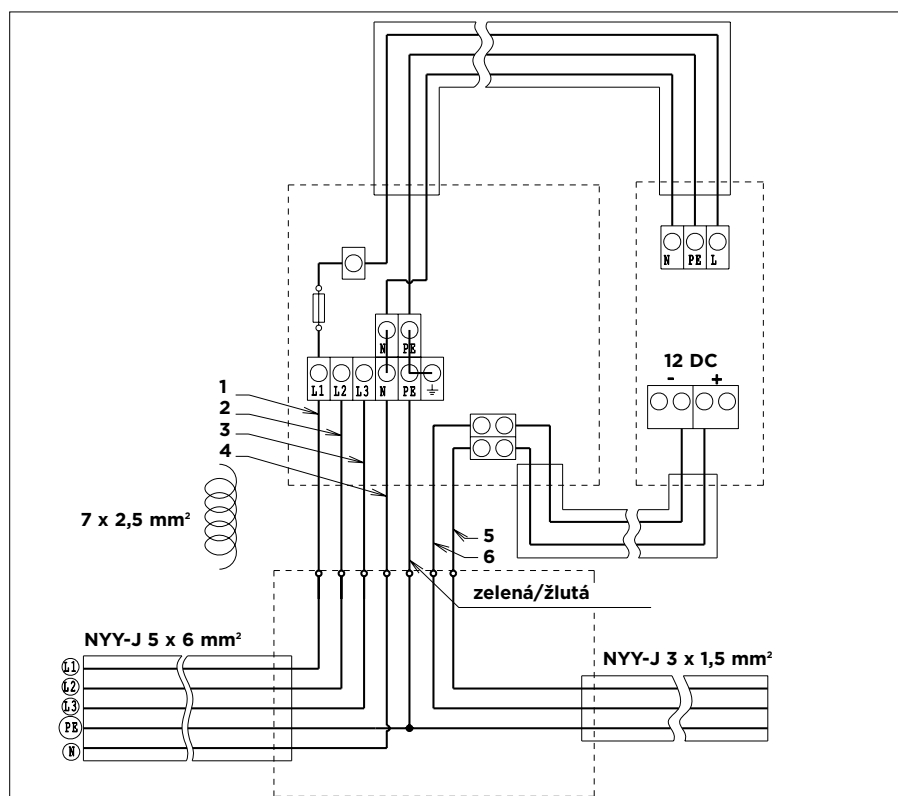 N PE L
12 DC
- +
N PE
L1 L2 L3 N PE
1
2
3
4
7 x 2,5 mm²
5
6
zelená/žlutá
NYY-J 5 x 6 mm²
NYY-J 3 x 1,5 mm²
L1
L2
L3
PE
N